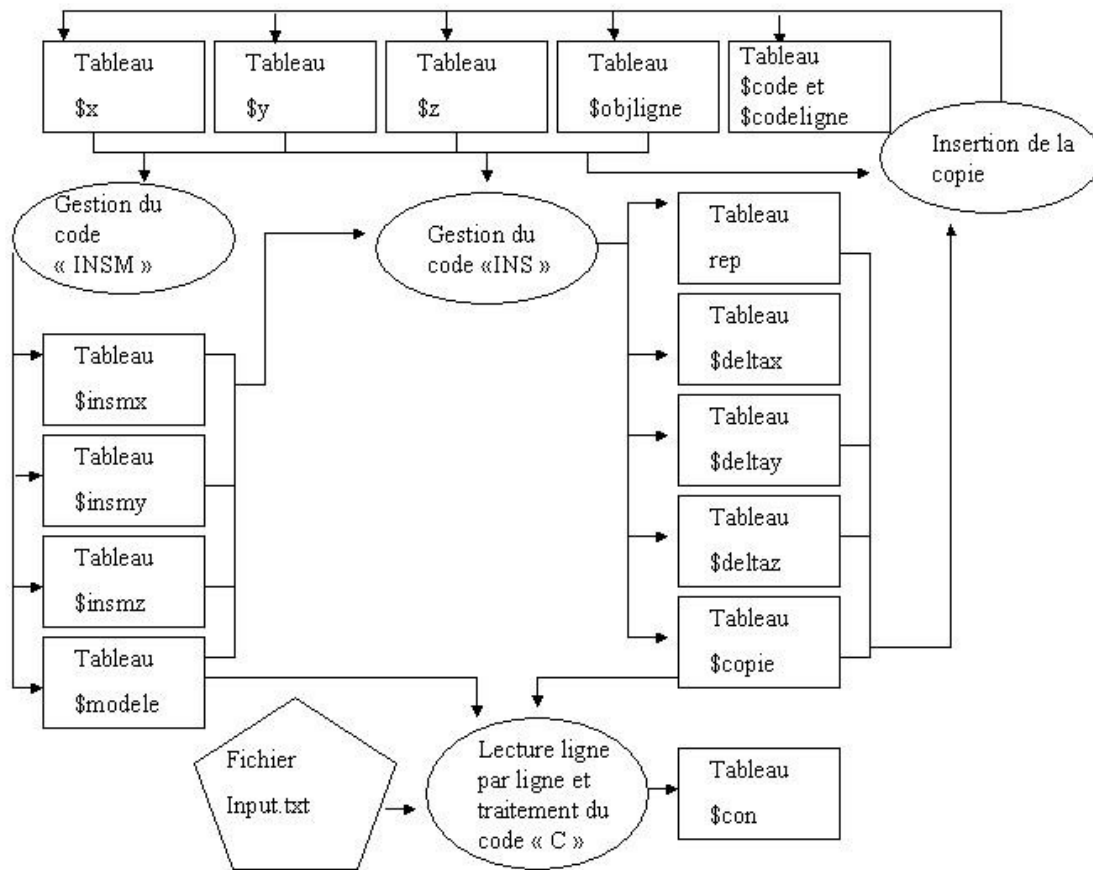 Tableau
$x
Tableau
$y
Tableau
$z
Tableau
$objligne
Tableau
$code et
$codeligne
Insertion de la
copie
Gestion du
code
« INSM »
Gestion du
code «INS »
Tableau
rep
Tableau
$deltax
Tableau
$deltay
Tableau
$deltaz
Tableau
$copie
Tableau
$insmx
Tableau
$insmy
Tableau
$insmz
Tableau
$modele
Fichier
Input.txt
Lecture ligne
par ligne et
traitement du
code « C »
Tableau
$con